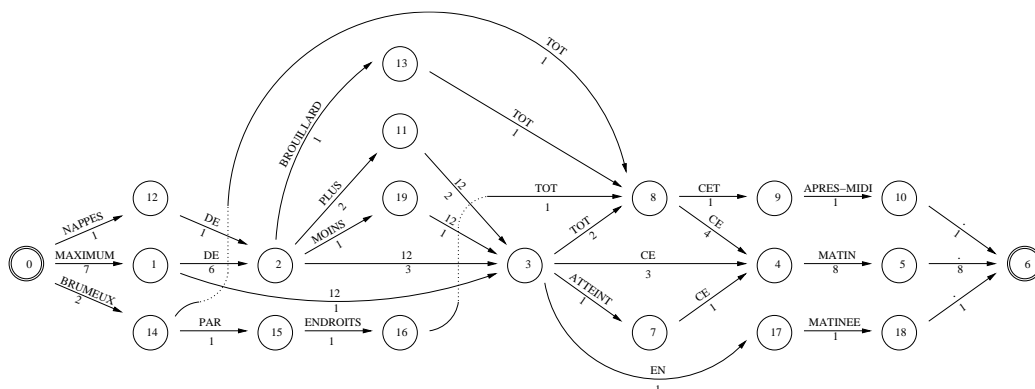 TOT
1
13
BROUILLARD
1
TOT
1
11
PLUS
2
12
2
12
NAPPES
1
DE
1
MOINS
1
19
12
1
TOT
1
8
CET
1
9
APRES-MIDI
1
10
.
1
TOT
2
CE
4
0
MAXIMUM
7
1
DE
6
2
12
3
3
CE
3
4
MATIN
8
5
.
8
6
12
1
ATTEINT
1
CE
1
BRUMEUX
2
14
PAR
1
15
ENDROITS
1
16
7
17
MATINEE
1
18
.
1
EN
1